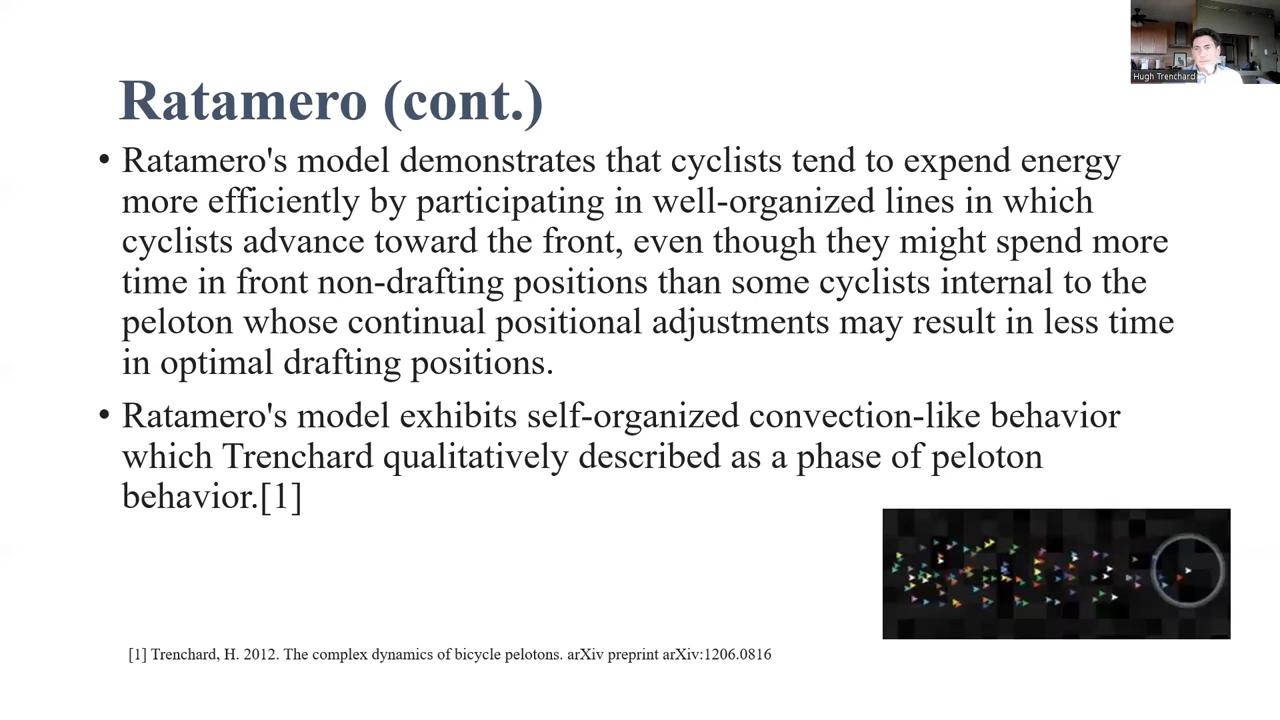 Hugh Trenchard
Ratamero (cont.)
• Ratamero's model demonstrates that cyclists tend to expend energy
more efficiently by participating in well-organized lines in which
cyclists advance toward the front, even though they might spend more
time in front non-drafting positions than some cyclists internal to the
peloton whose continual positional adjustments may result in less time
in optimal drafting positions.
• Ratamero's model exhibits self-organized convection-like behavior
which Trenchard qualitatively described as a phase of peloton
behavior.[1]
[1] Trenchard, H. 2012. The complex dynamics of bicycle pelotons. arXiv preprint arXiv:1206.0816